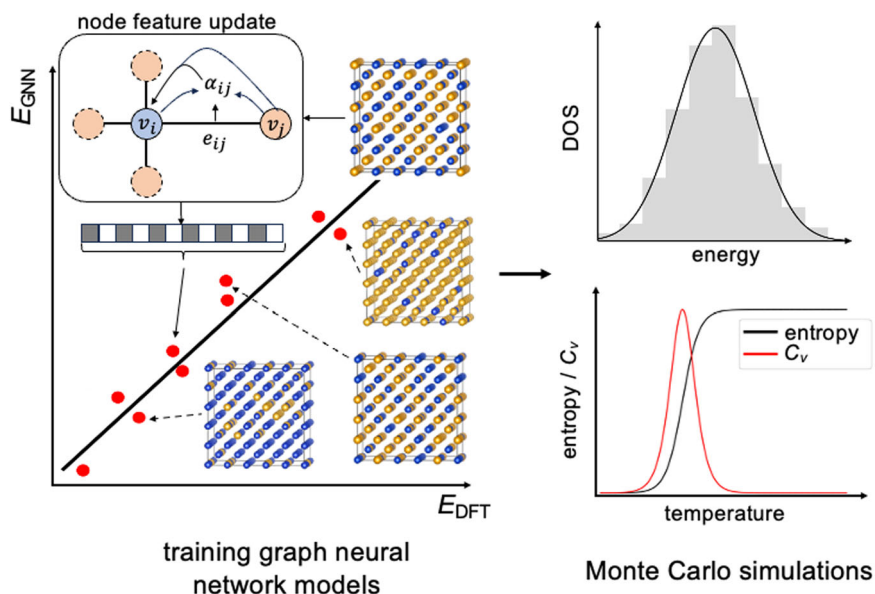 node feature update
E_GNN
α_ij
v_i
v_j
e_ij
E_DFT
training graph neural
network models
DOS
energy
entropy
C_v
entropy / C_v
temperature
Monte Carlo simulations